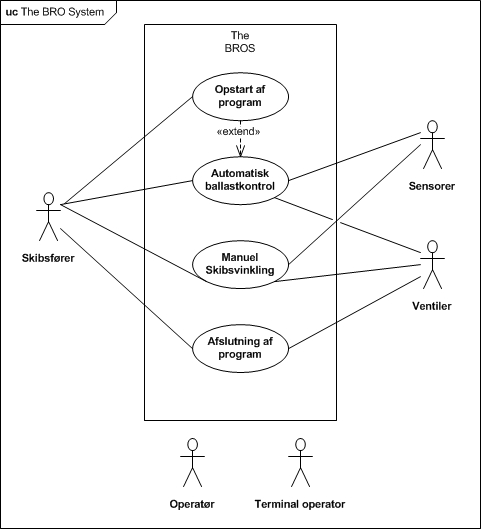 uc The BRO System
The
BROS
Opstart af
program
«extend»
Automatisk
ballastkontrol
Sensorer
Skibsfører
Manuel
Skibsvinkling
Ventiler
Afslutning af
program
Operatør
Terminal operator